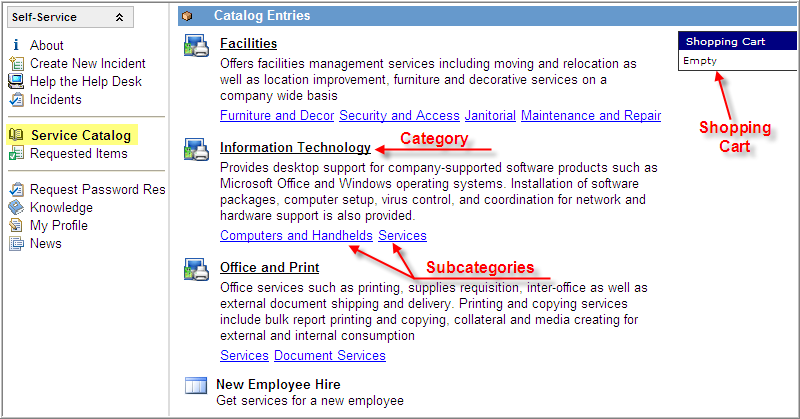 Self-Service
About
Create New Incident
Help the Help Desk
Incidents
Service Catalog
Requested Items
Request Password Res
Knowledge
My Profile
News
Catalog Entries
Facilities
Offers facilities management services including moving and relocation as
well as location improvement, furniture and decorative services on a
company wide basis
Furniture and Decor Security and Access Janitorial Maintenance and Repair
Information Technology
Category
Provides desktop support for company-supported software products such as
Microsoft Office and Windows operating systems. Installation of software
packages, computer setup, virus control, and coordination for network and
hardware support is also provided.
Computers and Handhelds Services
Subcategories
Office and Print
Office services such as printing, supplies requisition, inter-office as well as
external document shipping and delivery. Printing and copying services
include bulk report printing and copying, collateral and media creating for
external and internal consumption
Services Document Services
New Employee Hire
Get services for a new employee
Shopping Cart
Empty
Shopping
Cart